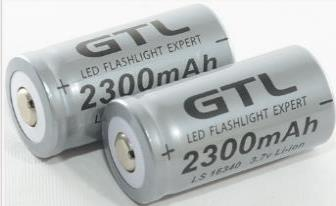 GTL
LED FLASHLIGHT EXPERT
+ 2300mAh -
GTL
LED FLASHLIGHT EXPERT
+ 2300mAh -
LS 16340 3.7v Li-ion